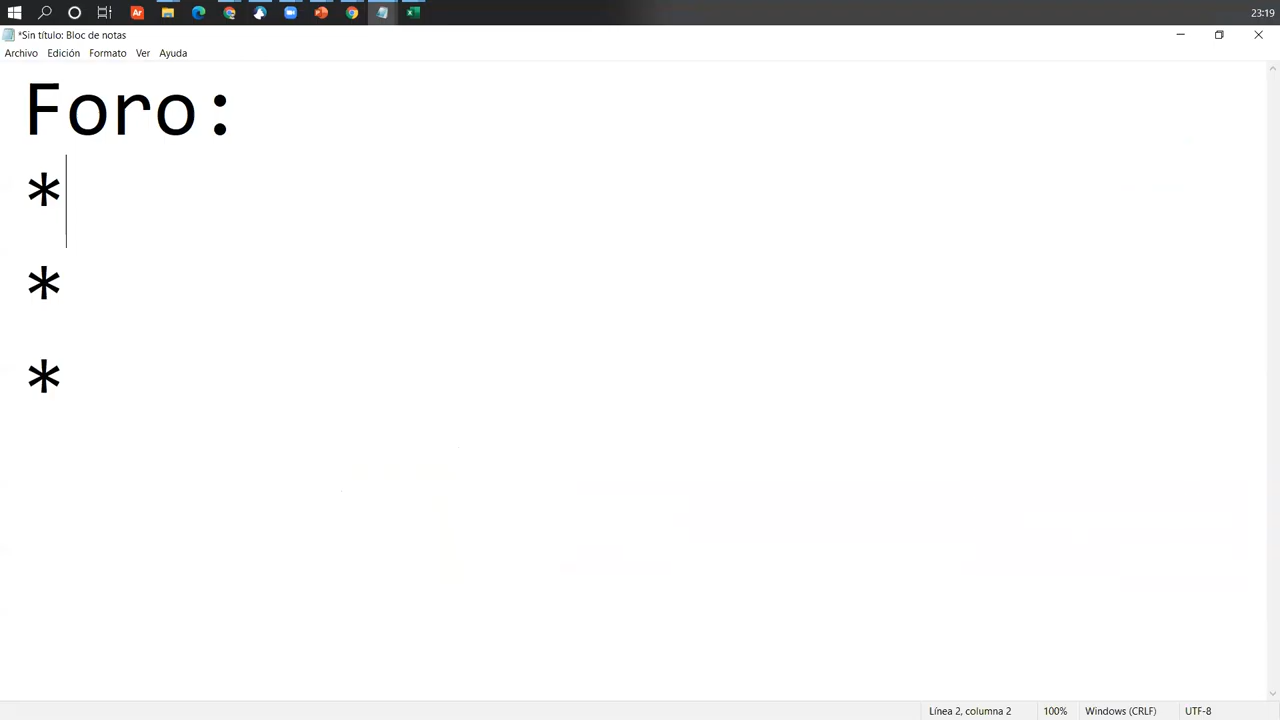 23:19
*Sin título: Bloc de notas
Archivo Edición Formato Ver Ayuda
Foro:
*
*
*
Línea 2, columna 2 100% Windows (CRLF) UTF-8